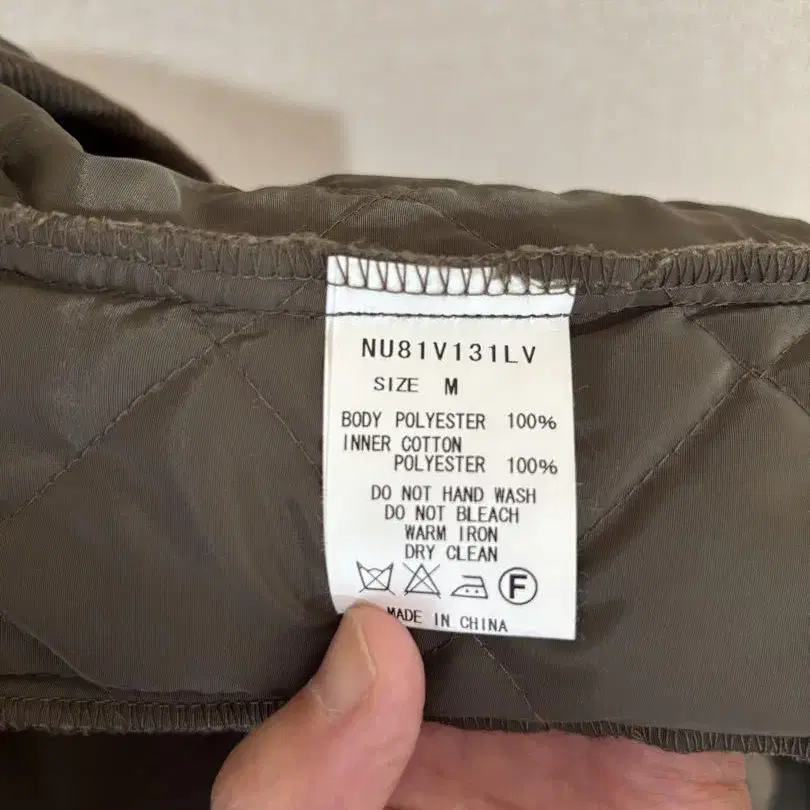 NU81V131LV
SIZE M
BODY POLYESTER 100%
INNER COTTON
POLYESTER 100%
DO NOT HAND WASH
DO NOT BLEACH
WARM IRON
DRY CLEAN
F
MADE IN CHINA